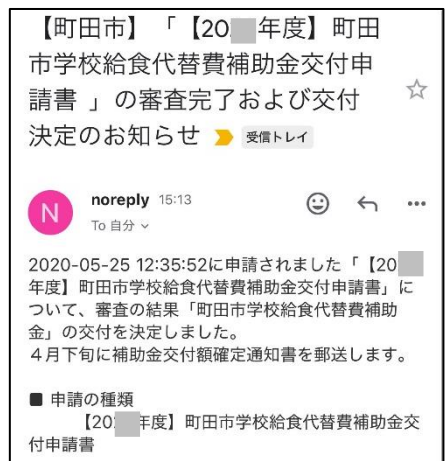 【町田市】「【20 年度】町田
市学校給食代替費補助金交付申
請書 」の審査完了および交付
決定のお知らせ 受信トレイ
N
noreply 15:13
To 自分
2020-05-25 12:35:52に申請されました「【20
年度】町田市学校給食代替費補助金交付申請書」に
ついて、審査の結果「町田市学校給食代替費補助
金」の交付を決定しました。
４月下旬に補助金交付額確定通知書を郵送します。
■ 申請の種類
【20 年度】町田市学校給食代替費補助金交
付申請書